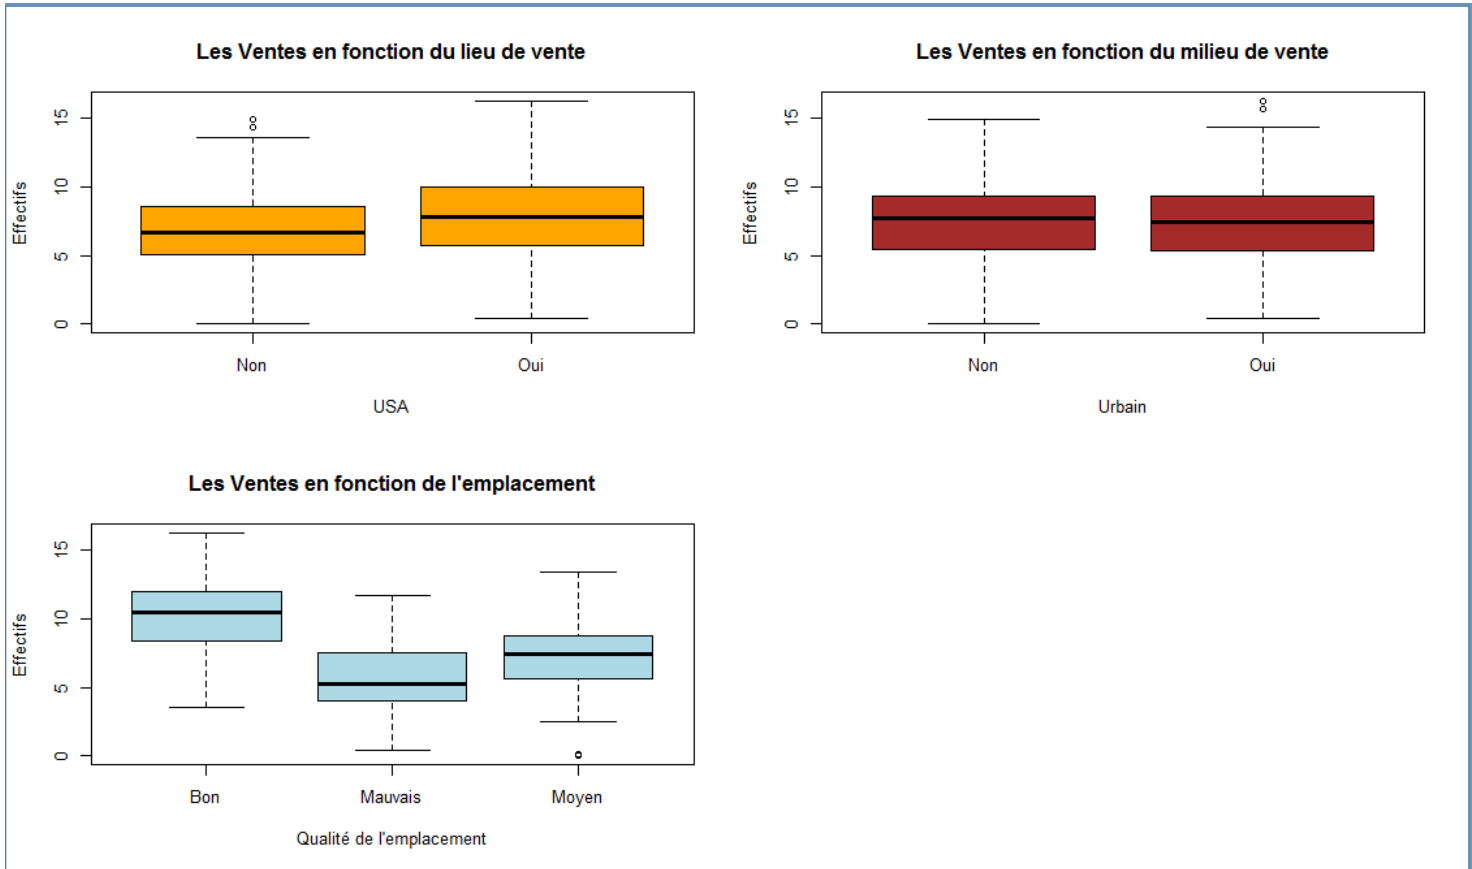 Les Ventes en fonction du lieu de vente
Effectifs
15
10
5
0
Non
Oui
USA
Les Ventes en fonction du milieu de vente
Effectifs
15
10
5
0
Non
Oui
Urbain
Les Ventes en fonction de l'emplacement
Effectifs
15
10
5
0
Bon
Mauvais
Moyen
Qualité de l'emplacement